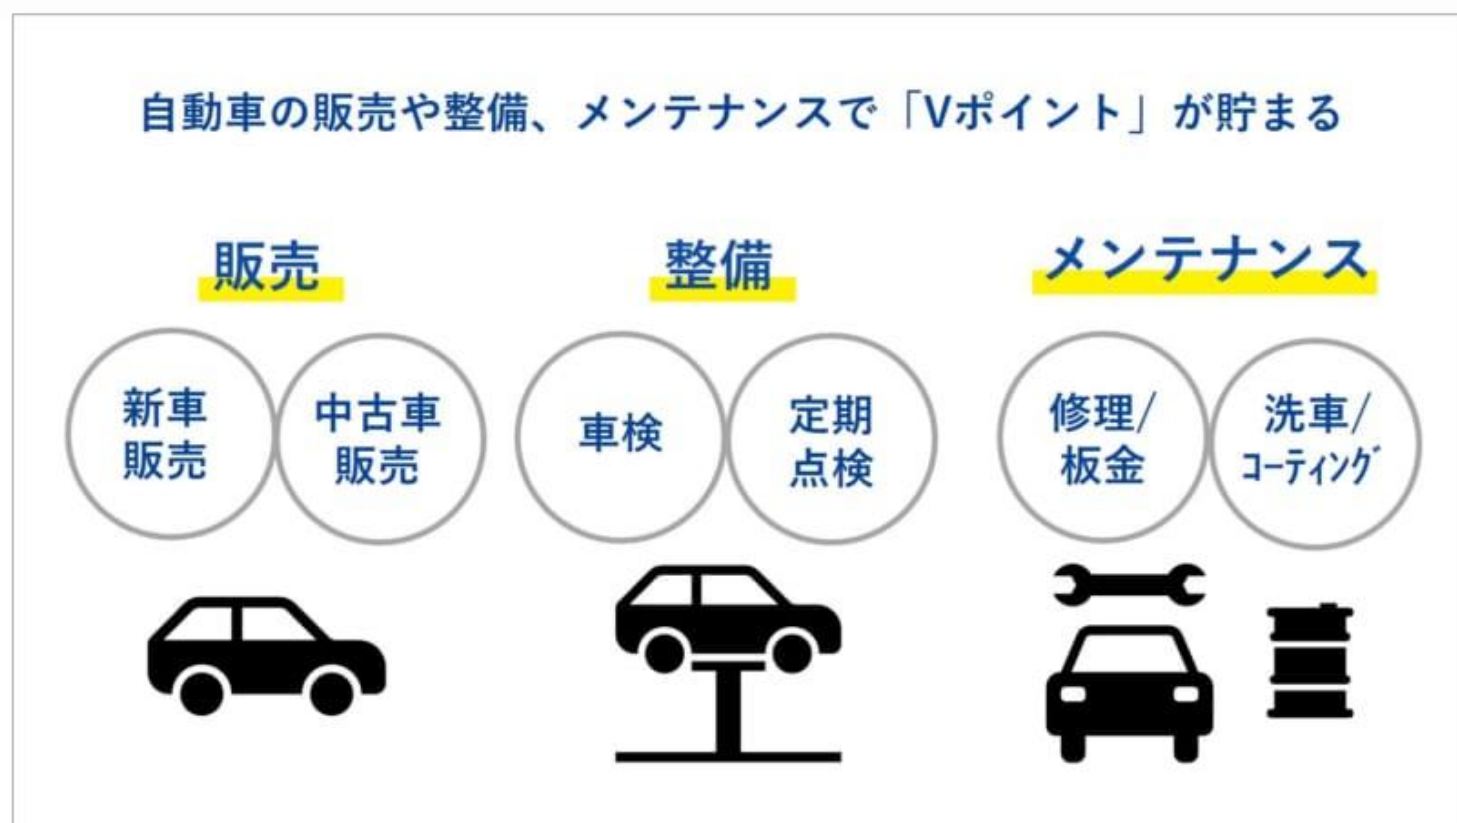 自動車の販売や整備、メンテナンスで「Vポイント」が貯まる
販売
新車
販売
中古車
販売
整備
車検
定期
点検
メンテナンス
修理/
板金
洗車/
ｺｰﾃｨﾝｸﾞ